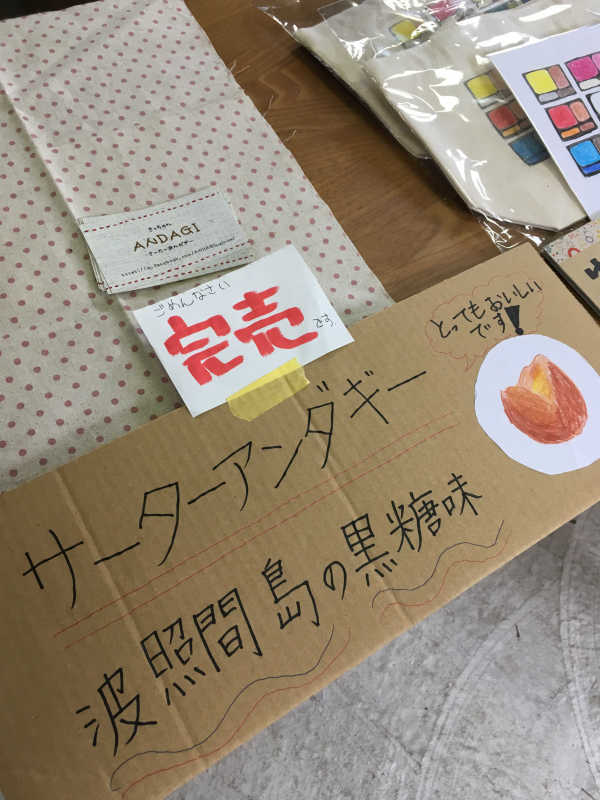 ANDAGI
ごめんなさい
完売
です。
とってもおいしい
です!
サーターアンダギー
波照間島の黒糖味